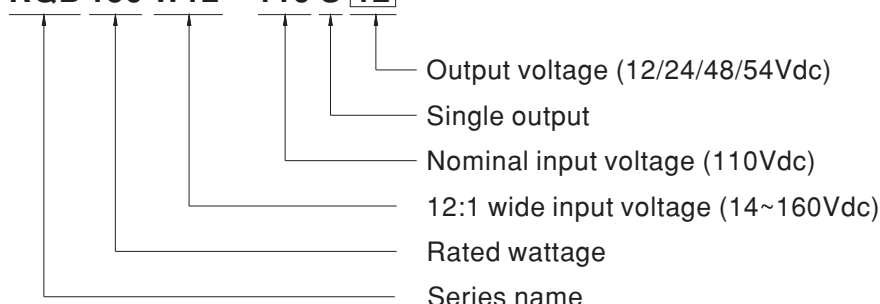 Output voltage (12/24/48/54Vdc)
Single output
Nominal input voltage (110Vdc)
12:1 wide input voltage (14~160Vdc)
Rated wattage
Series name